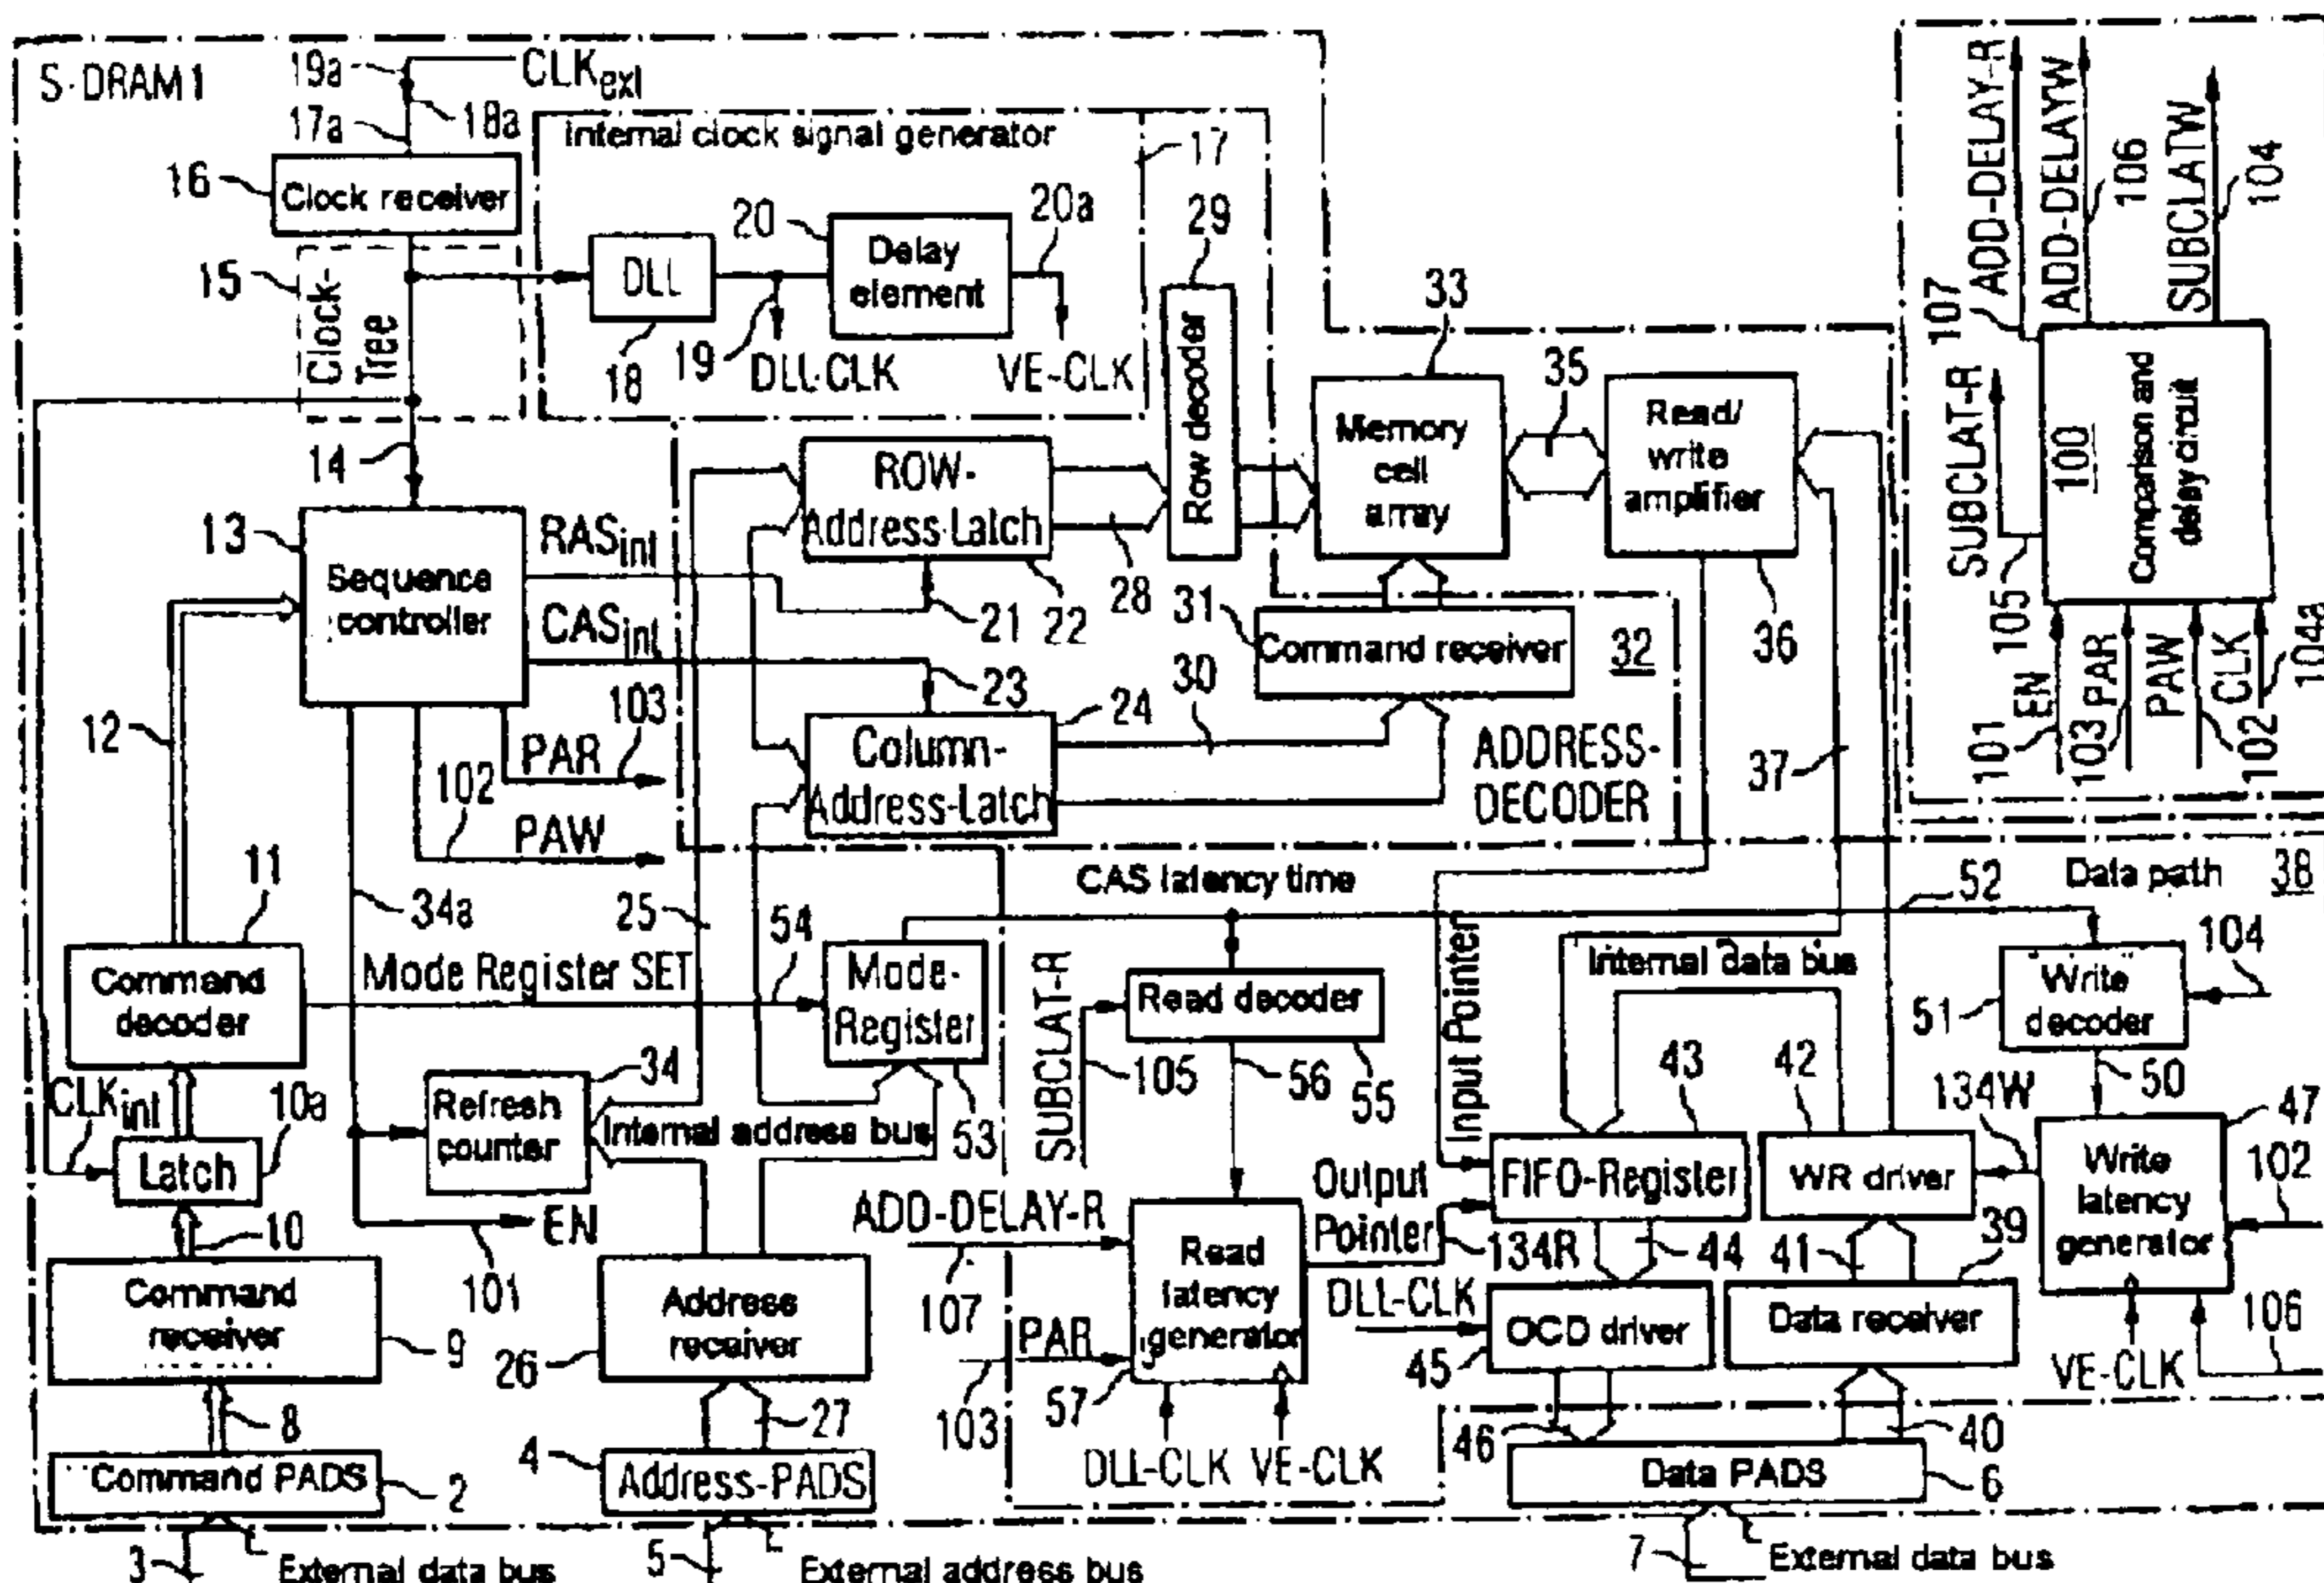 S-DRAM1
19a
CLKext
17a
18a
Internal clock signal generator
17
16
Clock receiver
15
Clock-
Tree
DLL
18
19
DLL-CLK
20
Delay
element
20a
VE-CLK
29
Row decoder
14
13
Sequence
controller
RASint
CASint
12
PAR
103
102
PAW
34a
ROW-
Address-Latch
21
22
28
23
24
Column-
Address-Latch
30
31
Command receiver
32
ADDRESS-
DECODER
33
Memory
cell
array
35
Read/
write
amplifier
36
37
ADD-DELAY-R
107
ADD-DELAYW
106
SUBCLATW
104
SUBCLAT-R
105
100
Comparison and
delay circuit
EN
101
PAR
103
PAW
102
CLK
104a
11
Command
decoder
Mode Register SET
25
54
Mode-
Register
53
CLKint
10a
Latch
10
34
Refresh
counter
Internal address bus
EN
101
Command
receiver
9
8
Command PADS
2
3
External data bus
26
Address
receiver
27
4
Address-PADS
5
External address bus
CAS latency time
52
Data path
38
SUBCLAT-R
105
Read decoder
56
55
Input Pointer
Internal data bus
43
42
51
Write
decoder
104
50
134W
47
ADD-DELAY-R
107
PAR
103
Read
latency
generator
57
DLL-CLK
VE-CLK
Output
Pointer
134R
FIFO-Register
44
WR driver
41
39
Write
latency
generator
102
106
VE-CLK
DLL-CLK
OCD driver
45
Data receiver
46
40
Data PADS
6
7
External data bus